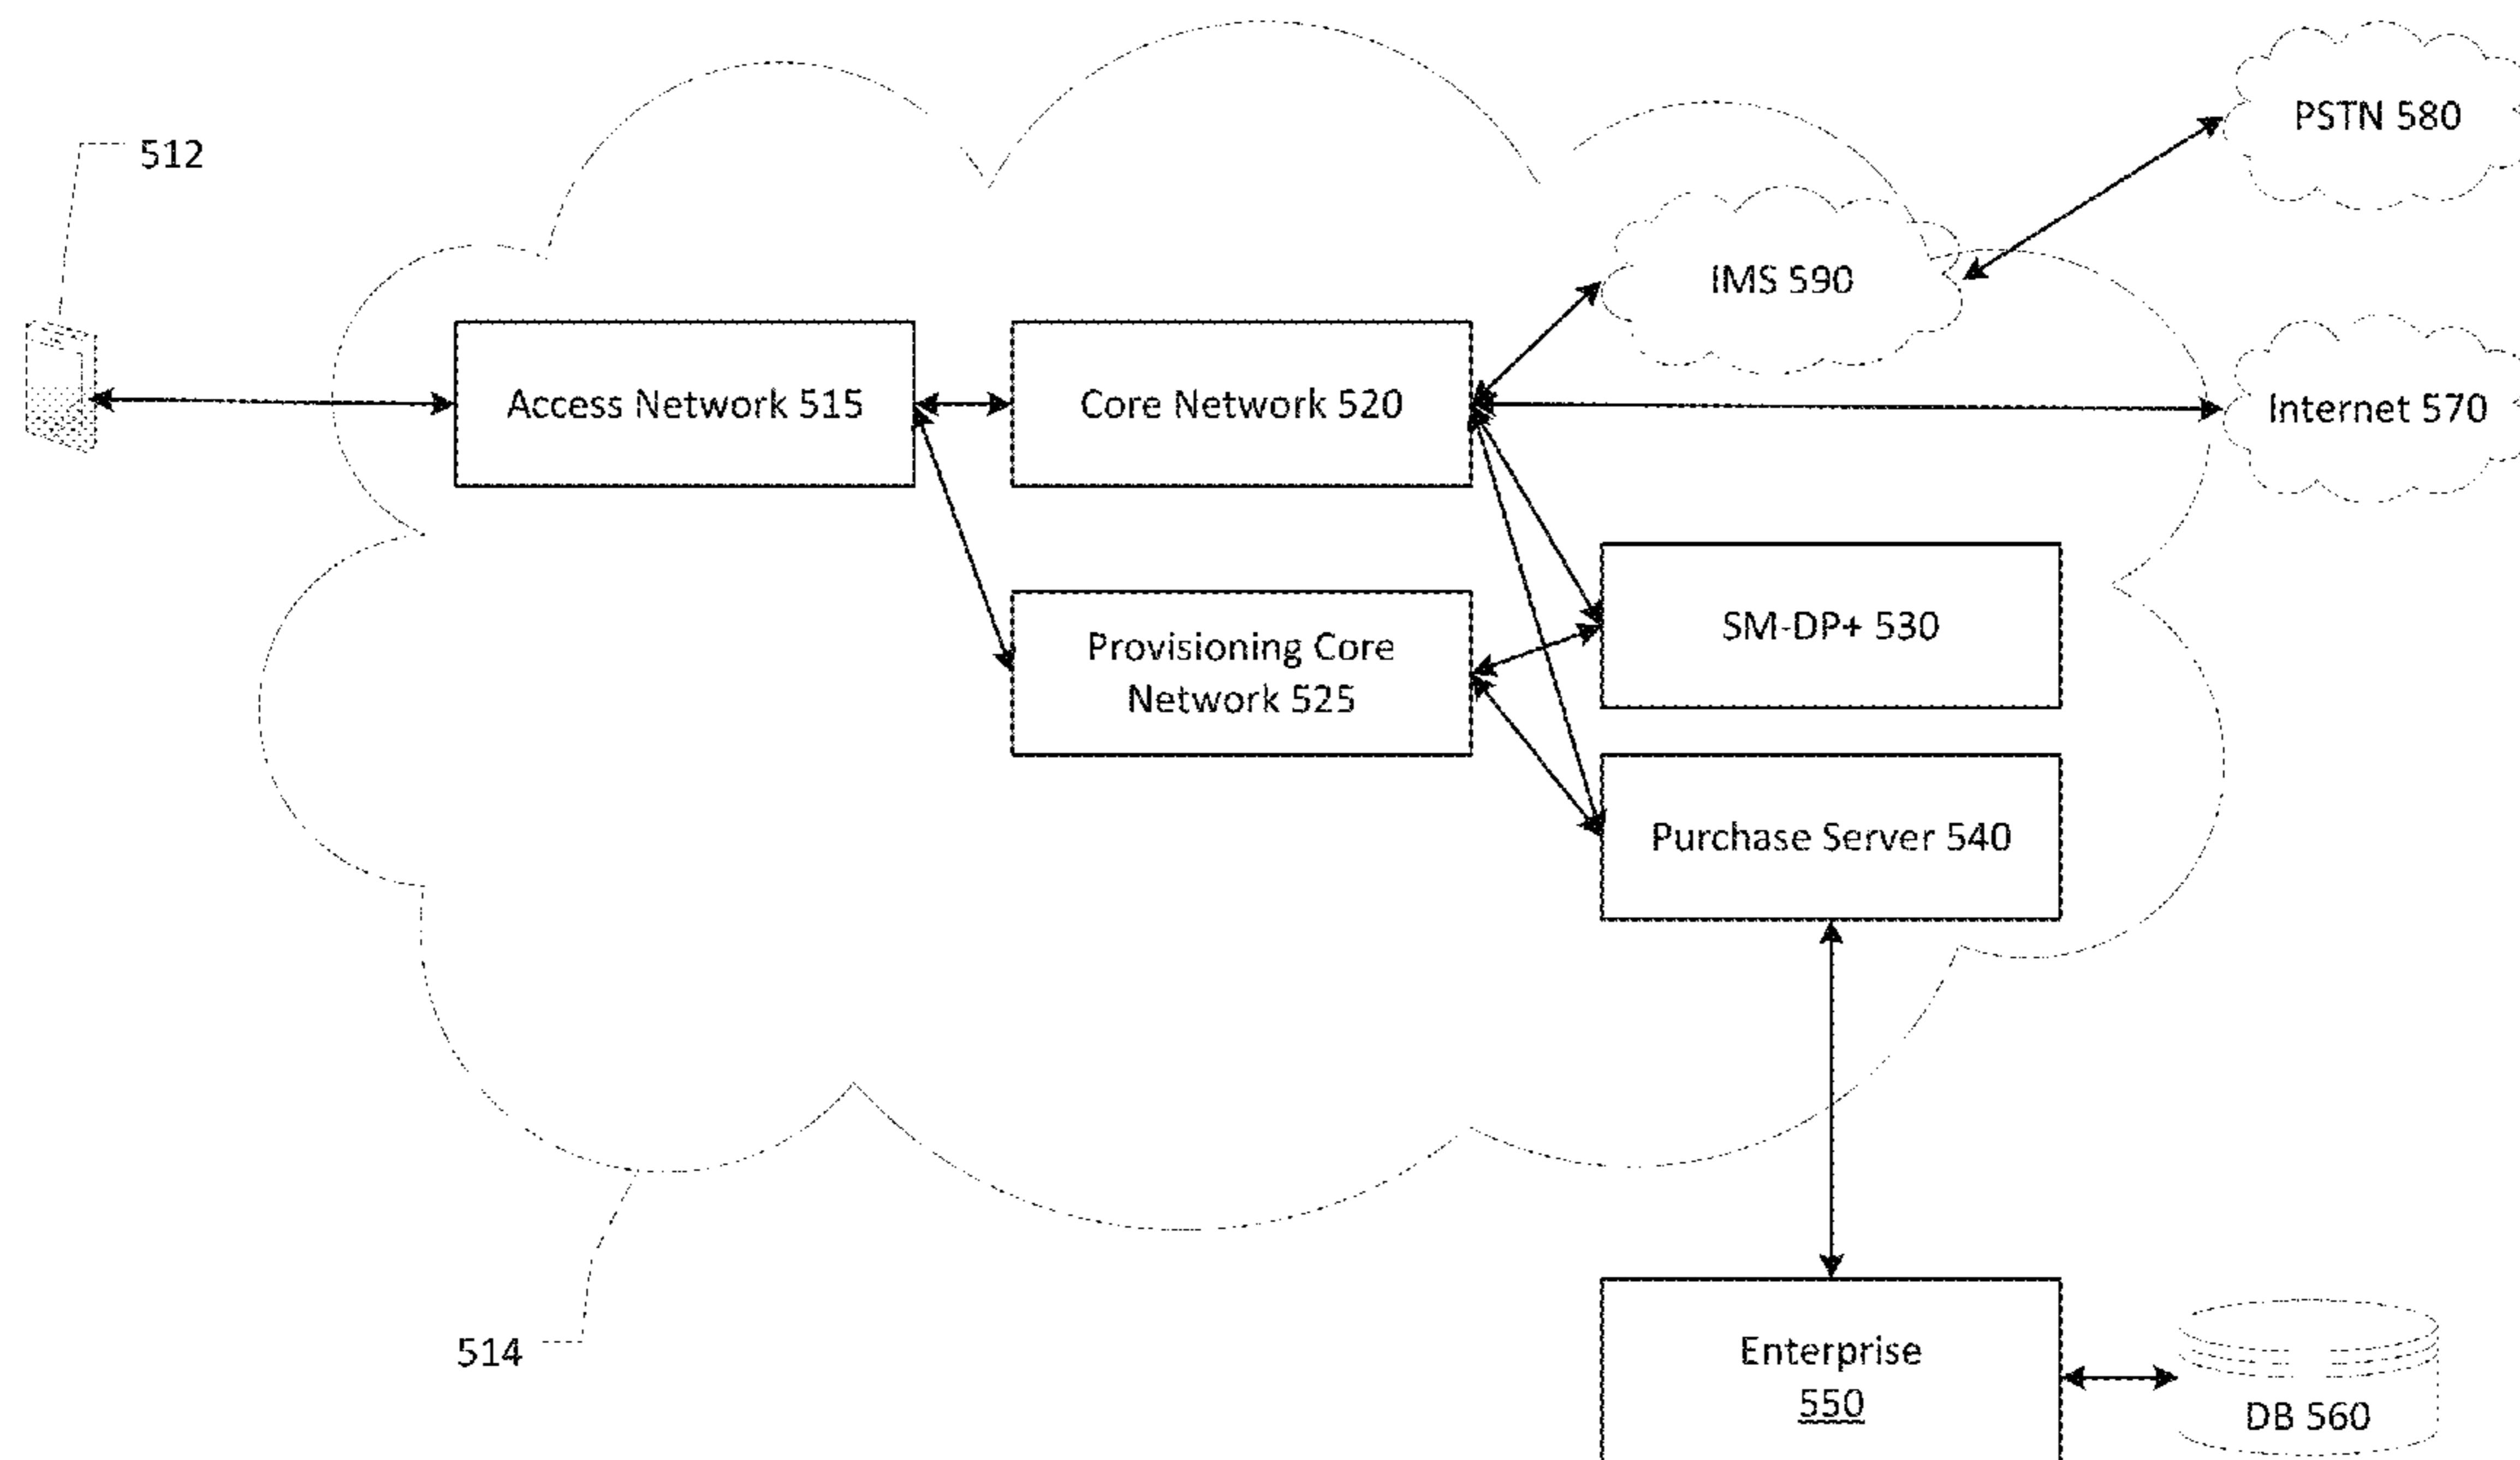 PSTN 580
512
IMS 590
Access Network 515
Core Network 520
Internet 570
SM-DP+ 530
Provisioning Core
Network 525
Purchase Server 540
514
Enterprise
550
DB 560